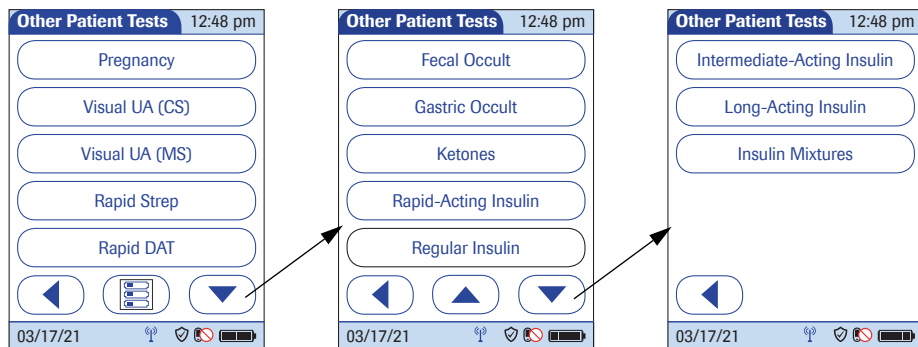 Other Patient Tests 12:48 pm
Pregnancy
Visual UA (CS)
Visual UA (MS)
Rapid Strep
Rapid DAT
03/17/21
Other Patient Tests 12:48 pm
Fecal Occult
Gastric Occult
Ketones
Rapid-Acting Insulin
Regular Insulin
03/17/21
Other Patient Tests 12:48 pm
Intermediate-Acting Insulin
Long-Acting Insulin
Insulin Mixtures
03/17/21